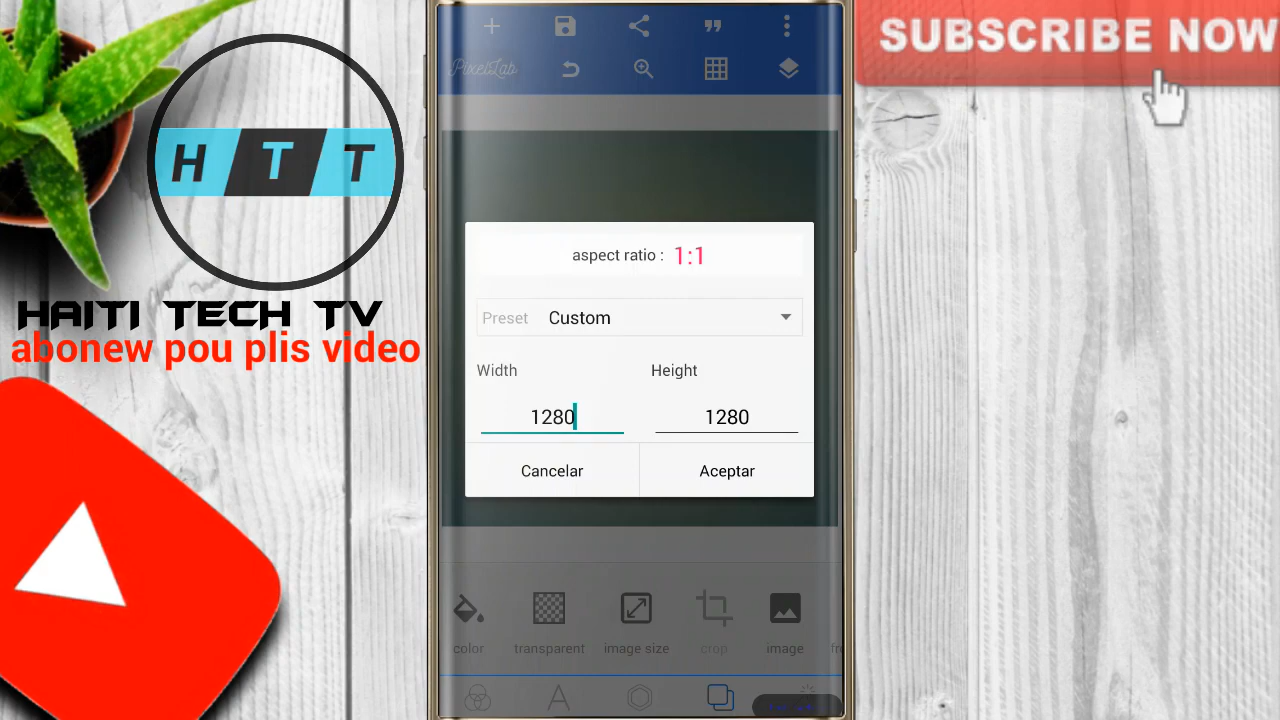 SUBSCRIBE NOW
PixelLab
H T T
HAITI TECH TV
abonew pou plis video
aspect ratio : 1:1
Preset Custom
Width Height
1280 1280
Cancelar Aceptar
color transparent image size crop image